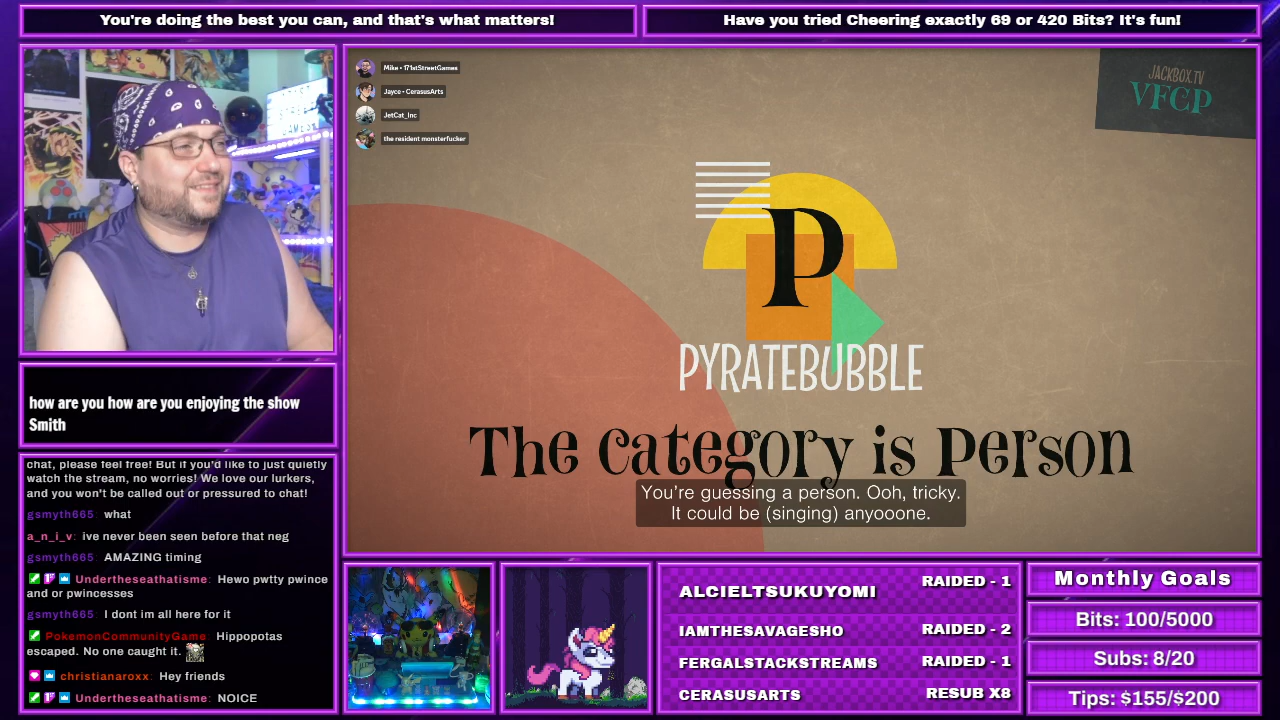 You're doing the best you can, and that's what matters!
Have you tried Cheering exactly 69 or 420 Bits? It's fun!
Mike • 171stStreetGames
Jayce • CerasusArts
JetCat_Inc
the resident monsterfucker
JACKBOX.TV
VFCP
P
PYRATEBUBBLE
The category is Person
You're guessing a person. Ooh, tricky.
It could be (singing) anyooone.
how are you how are you enjoying the show
Smith
chat, please feel free! But if you'd like to just quietly
watch the stream, no worries! We love our lurkers,
and you won't be called out or pressured to chat!
gsmyth665: what
a_n_i_v: ive never been seen before that neg
gsmyth665: AMAZING timing
Undertheseathatisme: Hewo pwtty pwince
and or pwincesses
gsmyth665: I dont im all here for it
PokemonCommunityGame: Hippopotas
escaped. No one caught it.
christianaroxx: Hey friends
Undertheseathatisme: NOICE
ALCIELTSUKUYOMI RAIDED - 1
IAMTHESAVAGESHO RAIDED - 2
FERGALSTACKSTREAMS RAIDED - 1
CERASUSARTS RESUB X8
Monthly Goals
Bits: 100/5000
Subs: 8/20
Tips: $155/$200